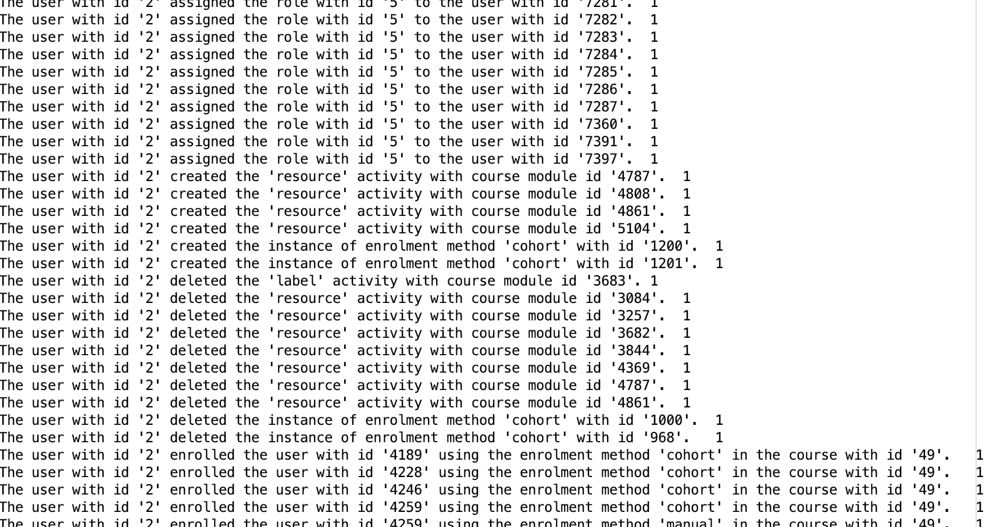 The user with id '2' assigned the role with id '5' to the user with id '7281'.  1
The user with id '2' assigned the role with id '5' to the user with id '7282'.  1
The user with id '2' assigned the role with id '5' to the user with id '7283'.  1
The user with id '2' assigned the role with id '5' to the user with id '7284'.  1
The user with id '2' assigned the role with id '5' to the user with id '7285'.  1
The user with id '2' assigned the role with id '5' to the user with id '7286'.  1
The user with id '2' assigned the role with id '5' to the user with id '7287'.  1
The user with id '2' assigned the role with id '5' to the user with id '7360'.  1
The user with id '2' assigned the role with id '5' to the user with id '7391'.  1
The user with id '2' assigned the role with id '5' to the user with id '7397'.  1
The user with id '2' created the 'resource' activity with course module id '4787'.  1
The user with id '2' created the 'resource' activity with course module id '4808'.  1
The user with id '2' created the 'resource' activity with course module id '4861'.  1
The user with id '2' created the 'resource' activity with course module id '5104'.  1
The user with id '2' created the instance of enrolment method 'cohort' with id '1200'.  1
The user with id '2' created the instance of enrolment method 'cohort' with id '1201'.  1
The user with id '2' deleted the 'label' activity with course module id '3683'. 1
The user with id '2' deleted the 'resource' activity with course module id '3084'.  1
The user with id '2' deleted the 'resource' activity with course module id '3257'.  1
The user with id '2' deleted the 'resource' activity with course module id '3682'.  1
The user with id '2' deleted the 'resource' activity with course module id '3844'.  1
The user with id '2' deleted the 'resource' activity with course module id '4369'.  1
The user with id '2' deleted the 'resource' activity with course module id '4787'.  1
The user with id '2' deleted the 'resource' activity with course module id '4861'.  1
The user with id '2' deleted the instance of enrolment method 'cohort' with id '1000'.  1
The user with id '2' deleted the instance of enrolment method 'cohort' with id '968'.   1
The user with id '2' enrolled the user with id '4189' using the enrolment method 'cohort' in the course with id '49'.   1
The user with id '2' enrolled the user with id '4228' using the enrolment method 'cohort' in the course with id '49'.   1
The user with id '2' enrolled the user with id '4246' using the enrolment method 'cohort' in the course with id '49'.   1
The user with id '2' enrolled the user with id '4259' using the enrolment method 'cohort' in the course with id '49'.   1
The user with id '2' enrolled the user with id '4259' using the enrolment method 'manual' in the course with id '49'.   1